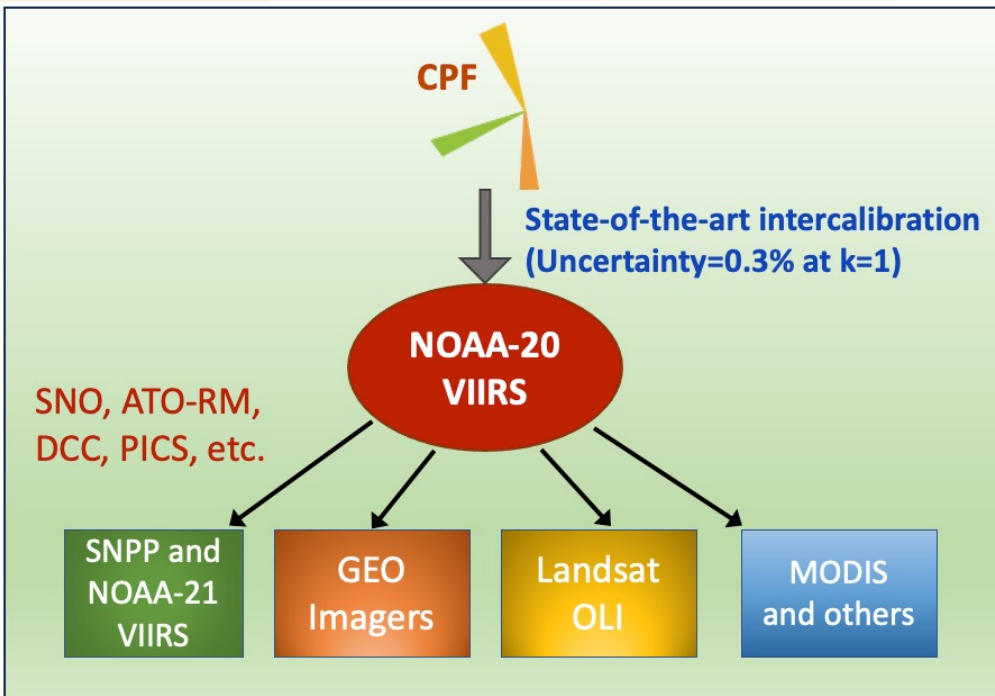 CPF
State-of-the-art intercalibration
(Uncertainty=0.3% at k=1)
NOAA-20
VIIRS
SNO, ATO-RM,
DCC, PICS, etc.
SNPP and
NOAA-21
VIIRS
GEO
Imagers
Landsat
OLI
MODIS
and others